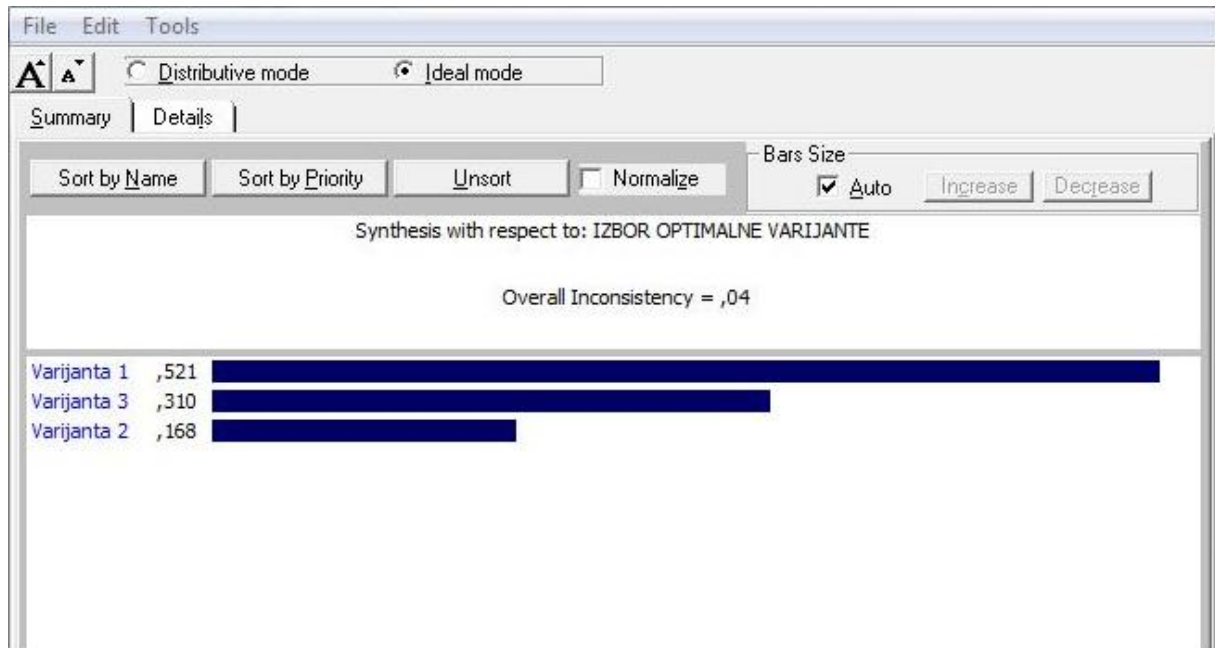 File Edit Tools
A A Distributive mode Ideal mode
Summary Details
Bars Size
Sort by Name Sort by Priority Unsort Normalize Auto Increase Decrease
Synthesis with respect to: IZBOR OPTIMALNE VARIJANTE
Overall Inconsistency = ,04
Varijanta 1 ,521
Varijanta 3 ,310
Varijanta 2 ,168